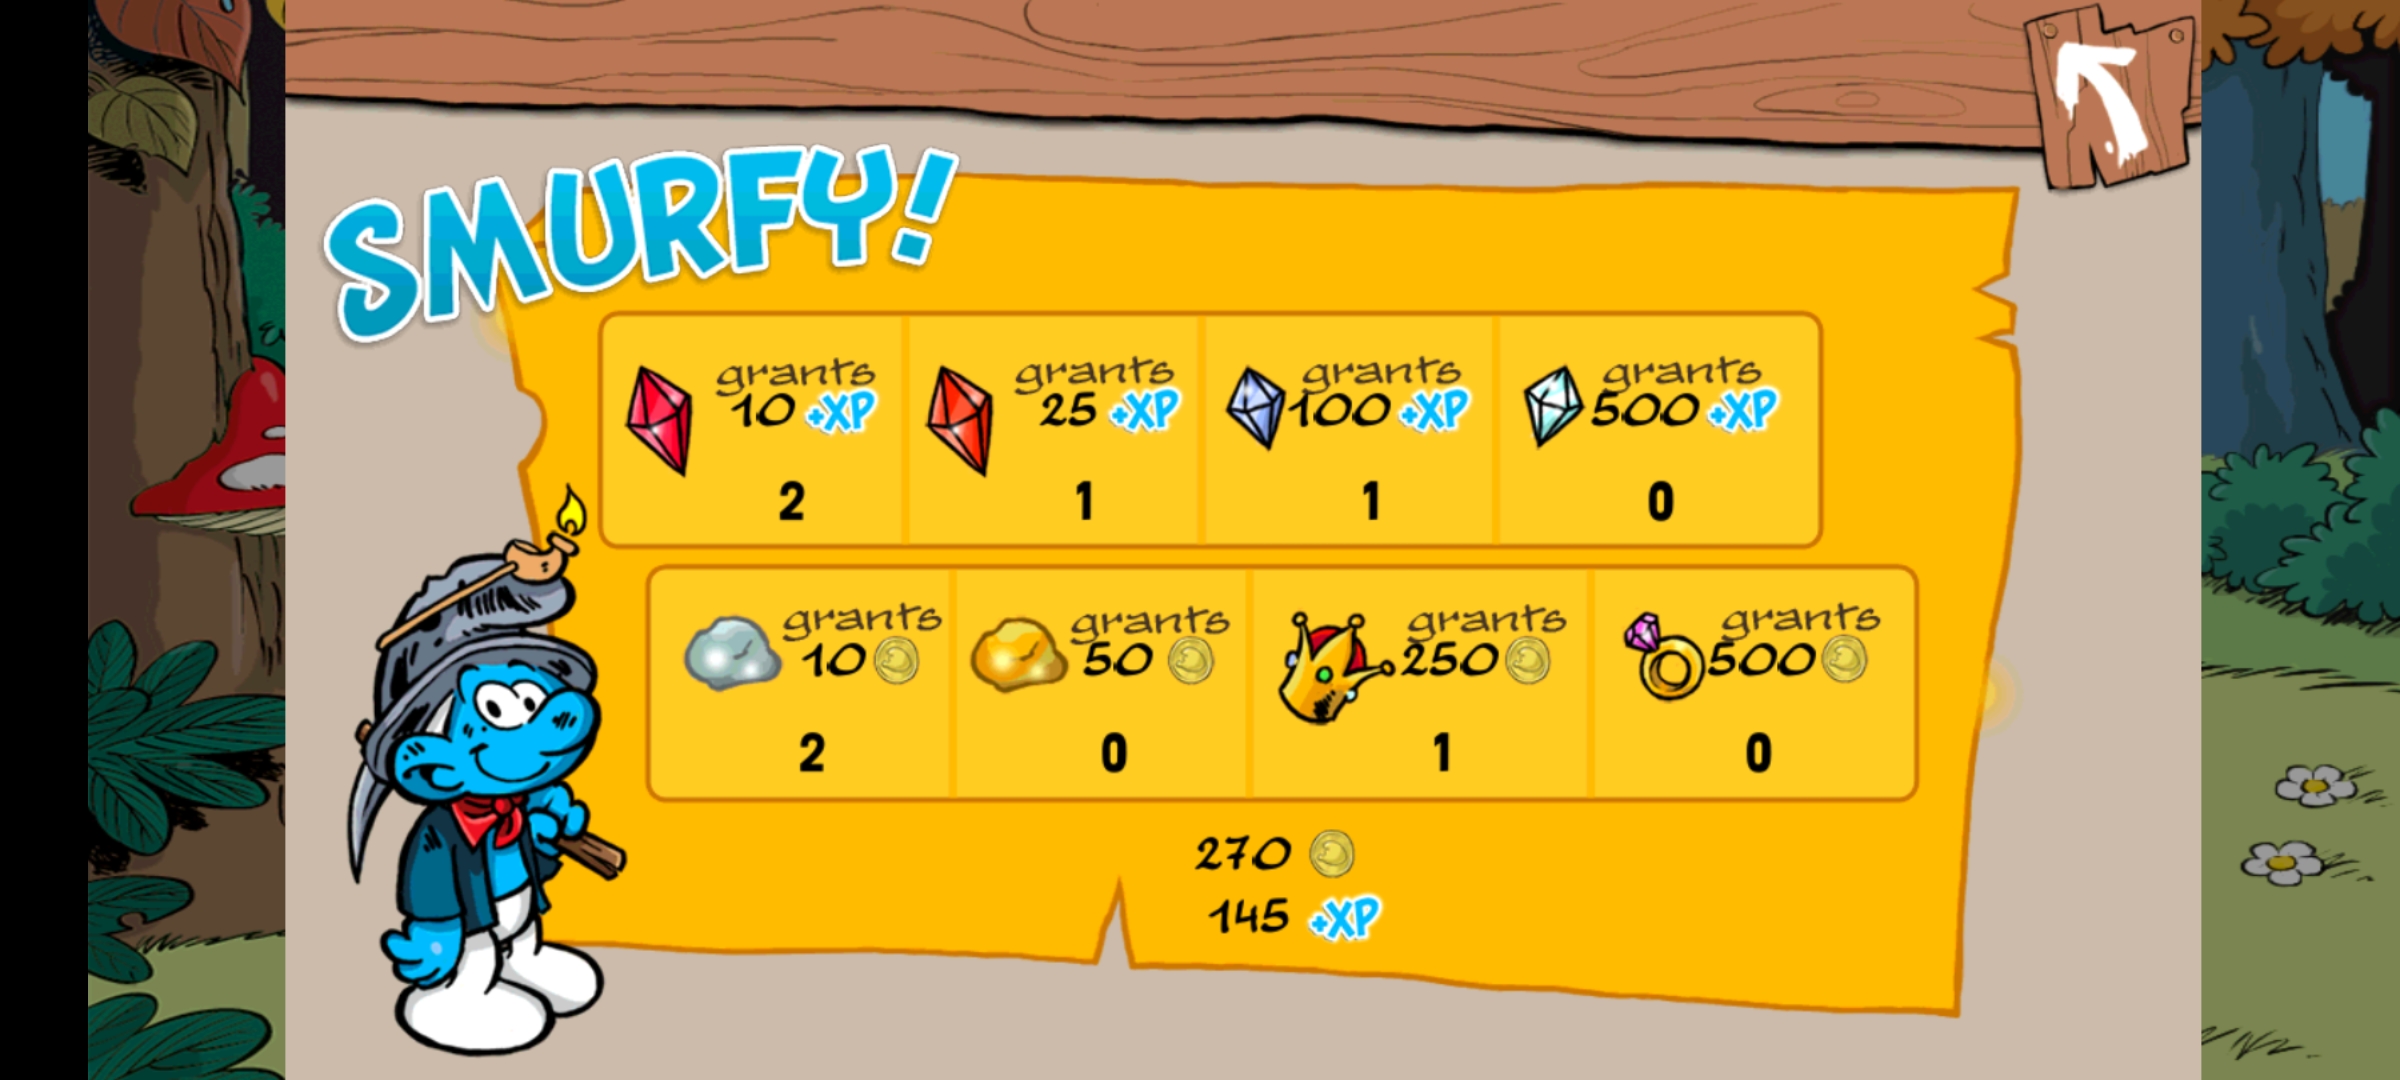 SMURFY!
grants grants grants grants
10 +XP 25 +XP 100 +XP 500 +XP
2 1 1 0
grants grants grants grants
10 50 250 500
2 0 1 0
270
145 +XP